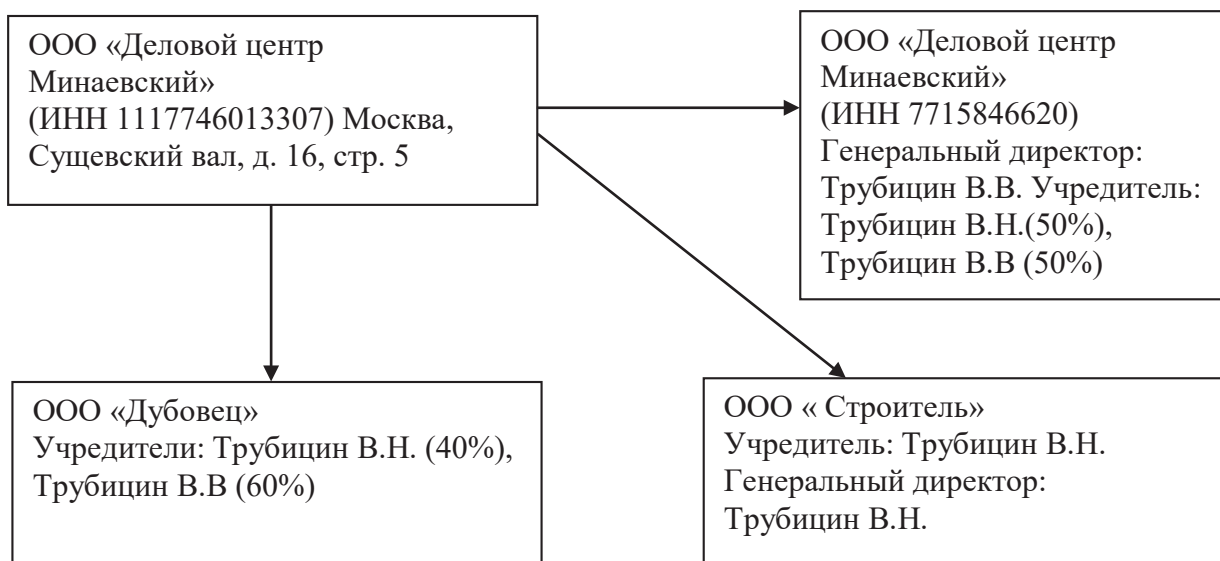 ООО «Деловой центр
Минаевский»
(ИНН 1117746013307) Москва,
Сущевский вал, д. 16, стр. 5
ООО «Деловой центр
Минаевский»
(ИНН 7715846620)
Генеральный директор:
Трубицин В.В. Учредитель:
Трубицин В.Н.(50%),
Трубицин В.В (50%)
ООО «Дубовец»
Учредители: Трубицин В.Н. (40%),
Трубицин В.В (60%)
ООО « Строитель»
Учредитель: Трубицин В.Н.
Генеральный директор:
Трубицин В.Н.